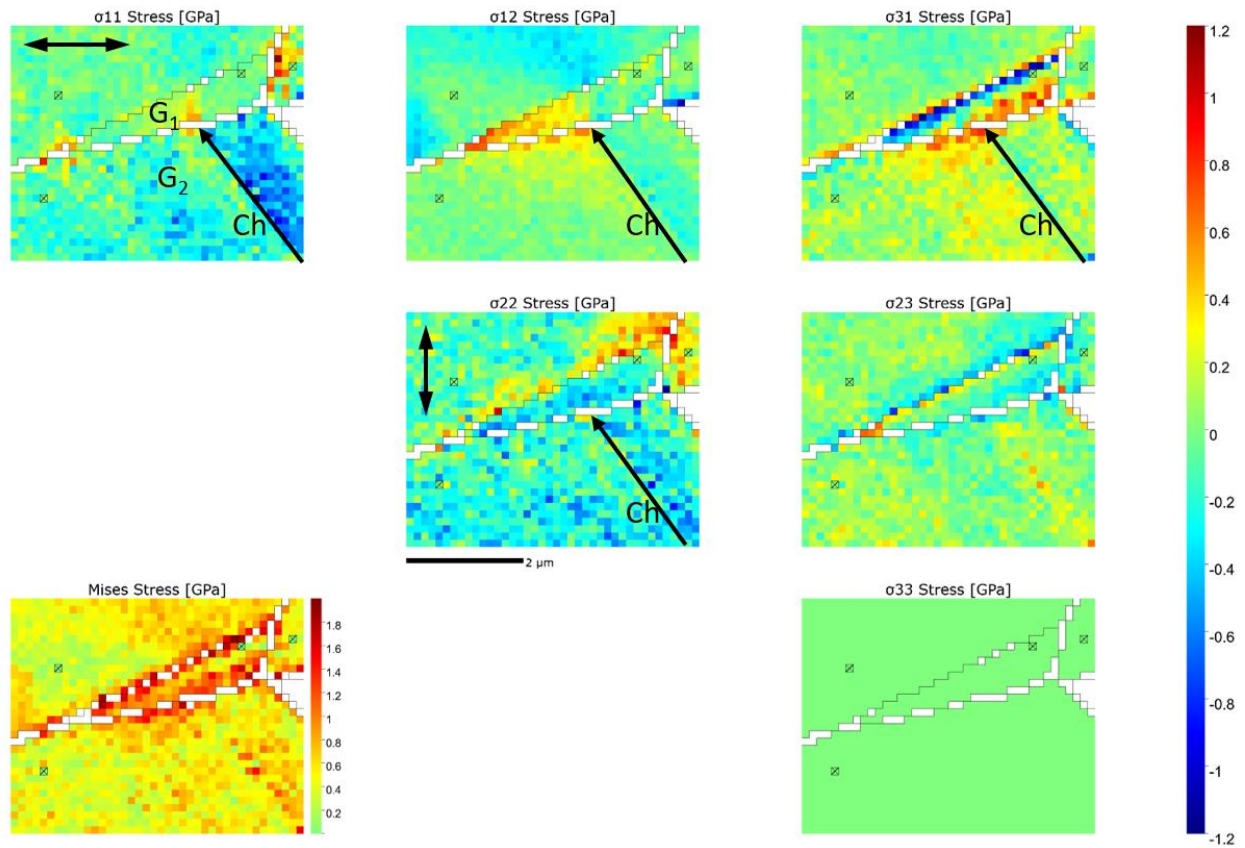 σ11 Stress [GPa]
σ12 Stress [GPa]
σ31 Stress [GPa]
G1
G2
Ch
Ch
Ch
σ22 Stress [GPa]
σ23 Stress [GPa]
Ch
2 μm
Mises Stress [GPa]
1.8
1.6
1.4
1.2
1
0.8
0.6
0.4
0.2
σ33 Stress [GPa]
1.2
1
0.8
0.6
0.4
0.2
0
-0.2
-0.4
-0.6
-0.8
-1
-1.2